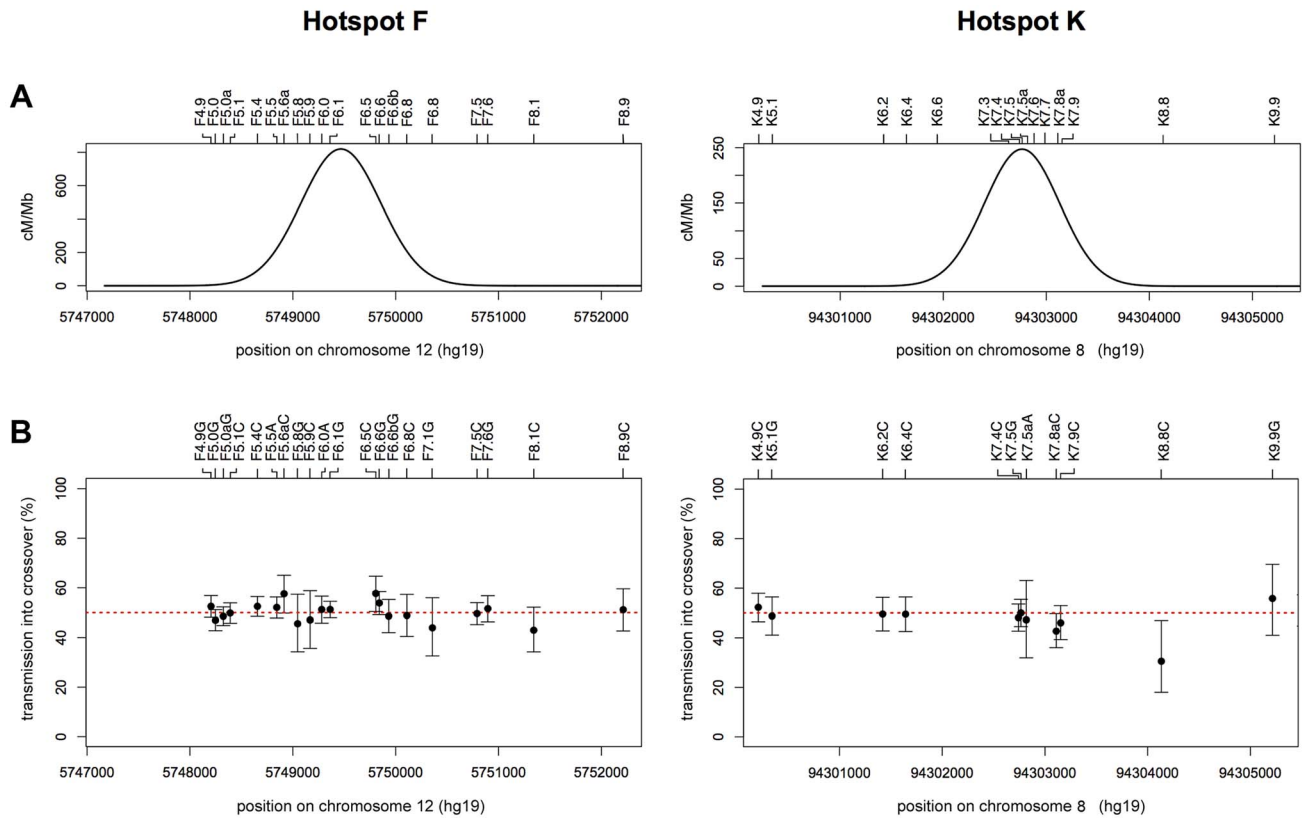 Hotspot F
Hotspot K
A
F4.9 F5.0 F5.0a F5.1 F5.4 F5.5 F5.6a F5.8 F5.9 F6.0 F6.1 F6.5 F6.6 F6.6b F6.8 F6.8 F7.5 F7.6 F8.1 F8.9
K4.9 K5.1 K6.2 K6.4 K6.6 K7.3 K7.4 K7.5 K7.5a K7.6 K7.7 K7.8a K7.9 K8.8 K9.9
cM/Mb
600
200
0
5747000 5748000 5749000 5750000 5751000 5752000
position on chromosome 12 (hg19)
cM/Mb
250
150
50
0
94301000 94302000 94303000 94304000 94305000
position on chromosome 8 (hg19)
B
F4.9G F5.0G F5.0aG F5.1C F5.4C F5.5A F5.6aC F5.8G F5.9C F6.0A F6.1G F6.5C F6.6G F6.6bG F6.8C F7.1G F7.5C F7.6G F8.1C F8.9C
K4.9C K5.1G K6.2C K6.4C K7.4C K7.5G K7.5aA K7.8aC K7.9C K8.8C K9.9G
transmission into crossover (%)
100
80
60
40
20
0
5747000 5748000 5749000 5750000 5751000 5752000
position on chromosome 12 (hg19)
transmission into crossover (%)
100
80
60
40
20
0
94301000 94302000 94303000 94304000 94305000
position on chromosome 8 (hg19)